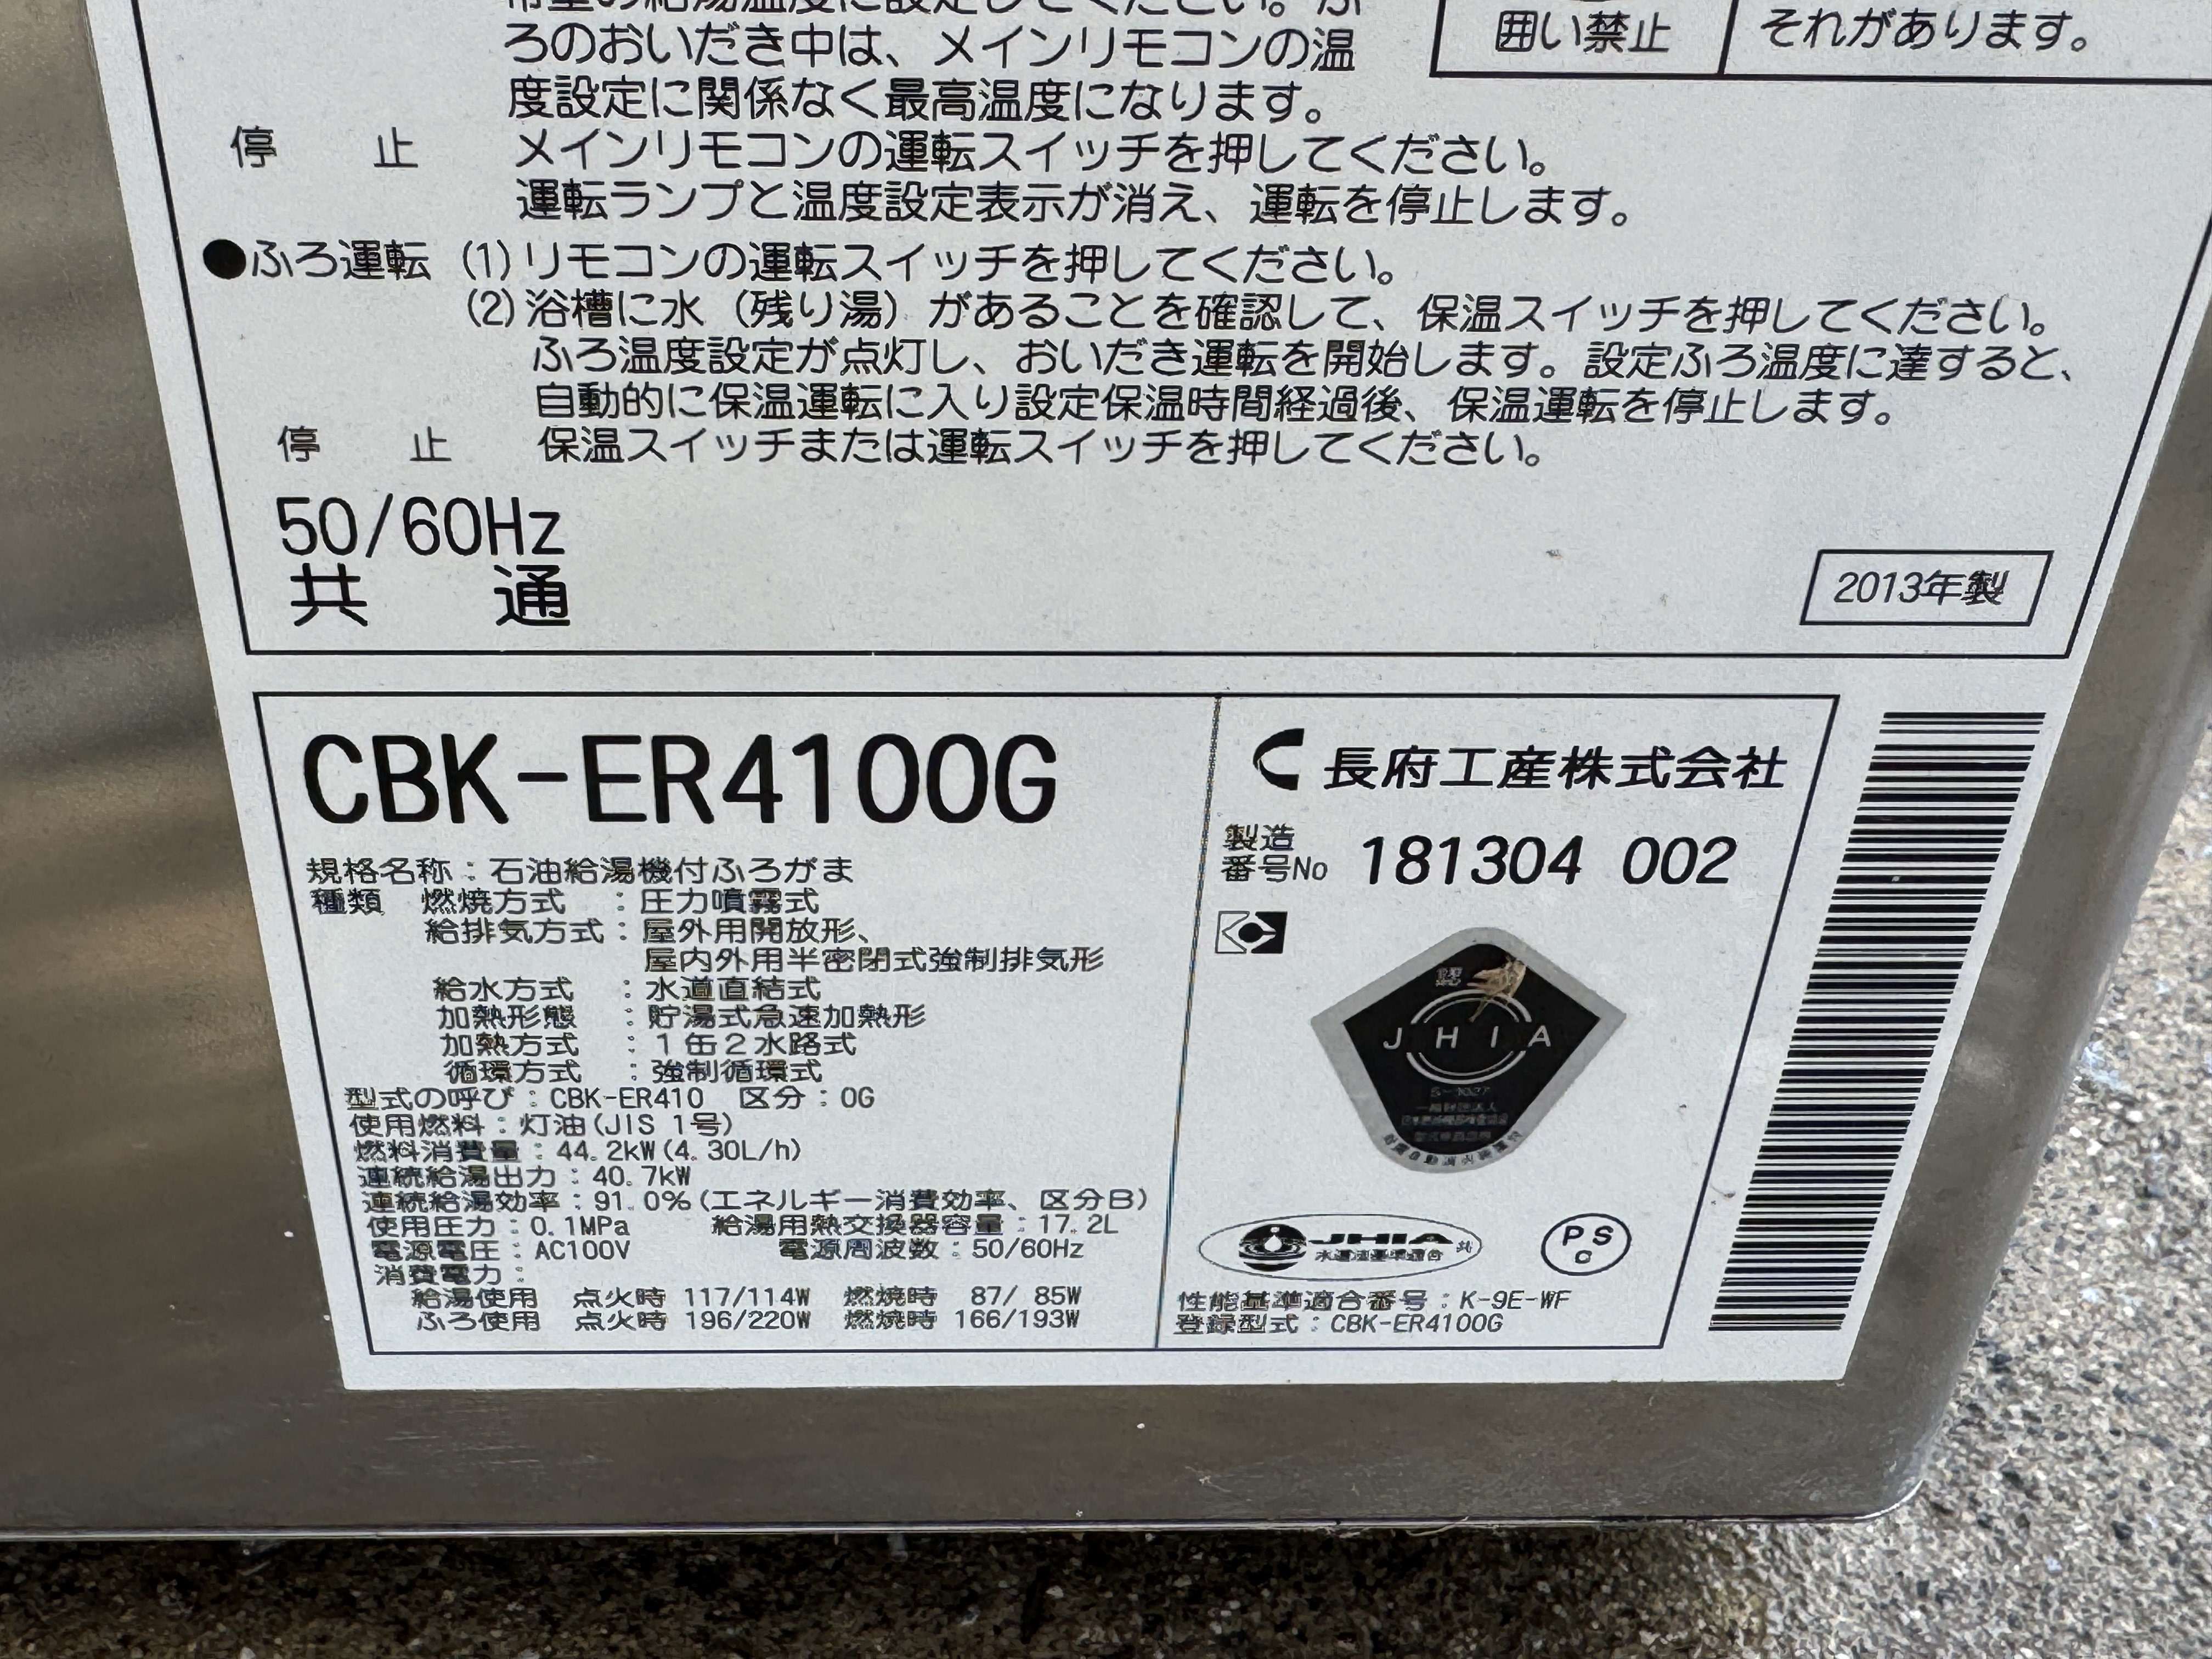 ろのおいだき中は、メインリモコンの温
度設定に関係なく最高温度になります。
囲い禁止 それがあります。
停 止 メインリモコンの運転スイッチを押してください。
運転ランプと温度設定表示が消え、運転を停止します。
●ふろ運転 (1)リモコンの運転スイッチを押してください。
(2)浴槽に水（残り湯）があることを確認して、保温スイッチを押してください。
ふろ温度設定が点灯し、おいだき運転を開始します。設定ふろ温度に達すると、
自動的に保温運転に入り設定保温時間経過後、保温運転を停止します。
停 止 保温スイッチまたは運転スイッチを押してください。
50/60Hz
共 通
2013年製
CBK-ER4100G
規格名称：石油給湯機付ふろがま
種類 燃焼方式 ：圧力噴霧式
給排気方式：屋外用開放形、
屋内外用半密閉式強制排気形
給水方式 ：水道直結式
加熱形態 ：貯湯式急速加熱形
加熱方式 ：1缶2水路式
循環方式 ：強制循環式
型式の呼び：CBK-ER410 区分：0G
使用燃料：灯油(JIS 1号)
燃料消費量：44.2kW(4.30L/h)
連続給湯出力：40.7kW
連続給湯効率：91.0%(エネルギー消費効率、区分B)
使用圧力：0.1MPa 給湯用熱交換器容量：17.2L
電源電圧：AC100V 電源周波数：50/60Hz
消費電力：
給湯使用 点火時 117/114W 燃焼時 87/ 85W
ふろ使用 点火時 196/220W 燃焼時 166/193W
長府工産株式会社
製造
番号No 181304 002
JHIA
JHIA
水道法基準適合
PS
C
性能基準適合番号：K-9E-WF
登録型式：CBK-ER4100G